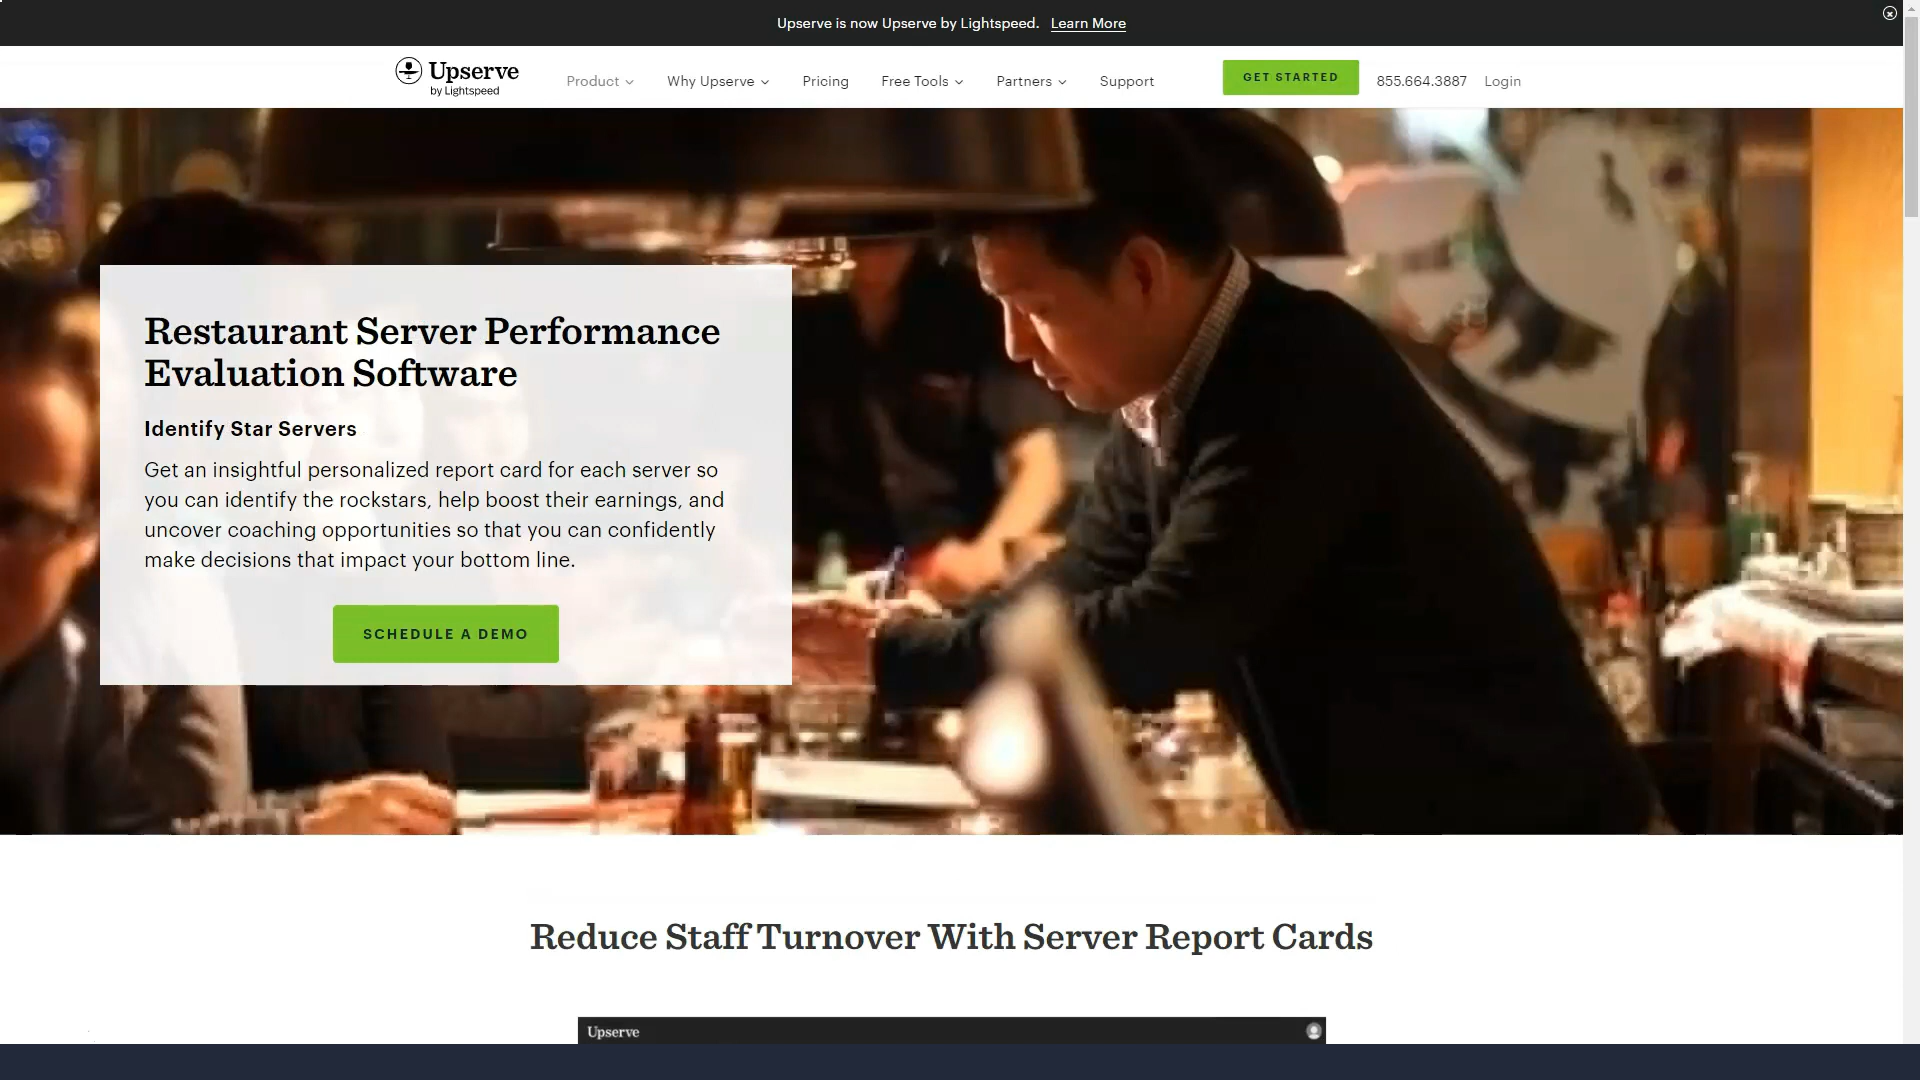 Upserve is now Upserve by Lightspeed. Learn More
Upserve
by Lightspeed
Product
Why Upserve
Pricing
Free Tools
Partners
Support
GET STARTED
855.664.3887
Login
Restaurant Server Performance
Evaluation Software
Identify Star Servers
Get an insightful personalized report card for each server so
you can identify the rockstars, help boost their earnings, and
uncover coaching opportunities so that you can confidently
make decisions that impact your bottom line.
SCHEDULE A DEMO
Reduce Staff Turnover With Server Report Cards
Upserve